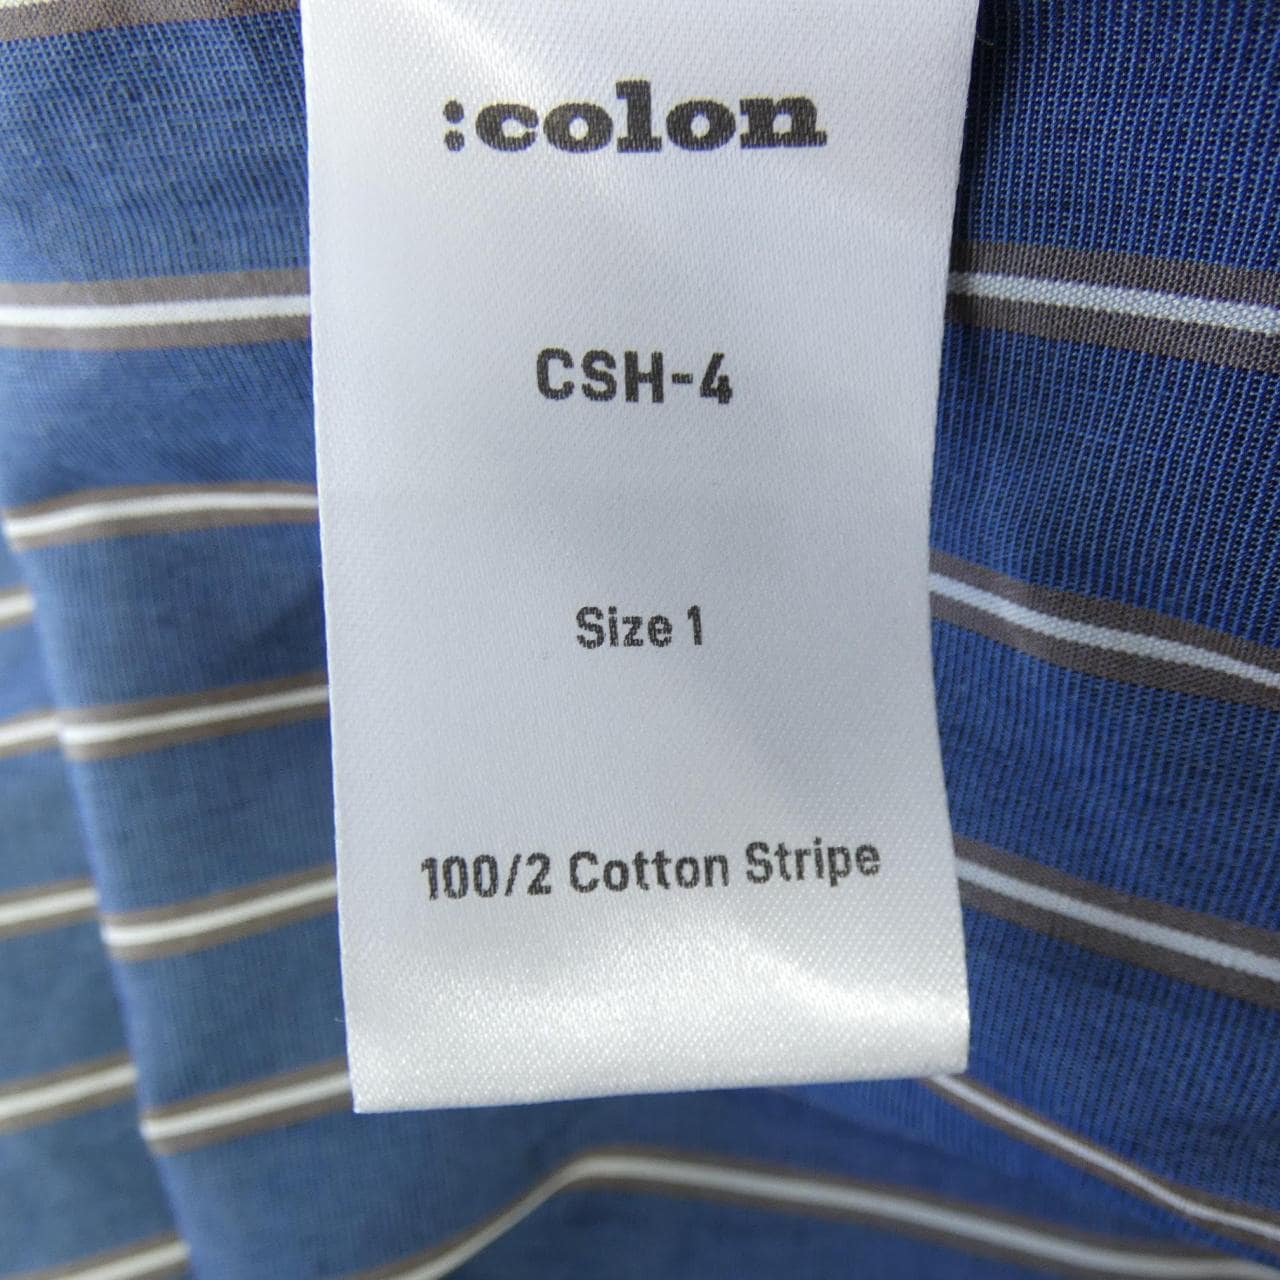 :colon
CSH-4
Size 1
100/2 Cotton Stripe